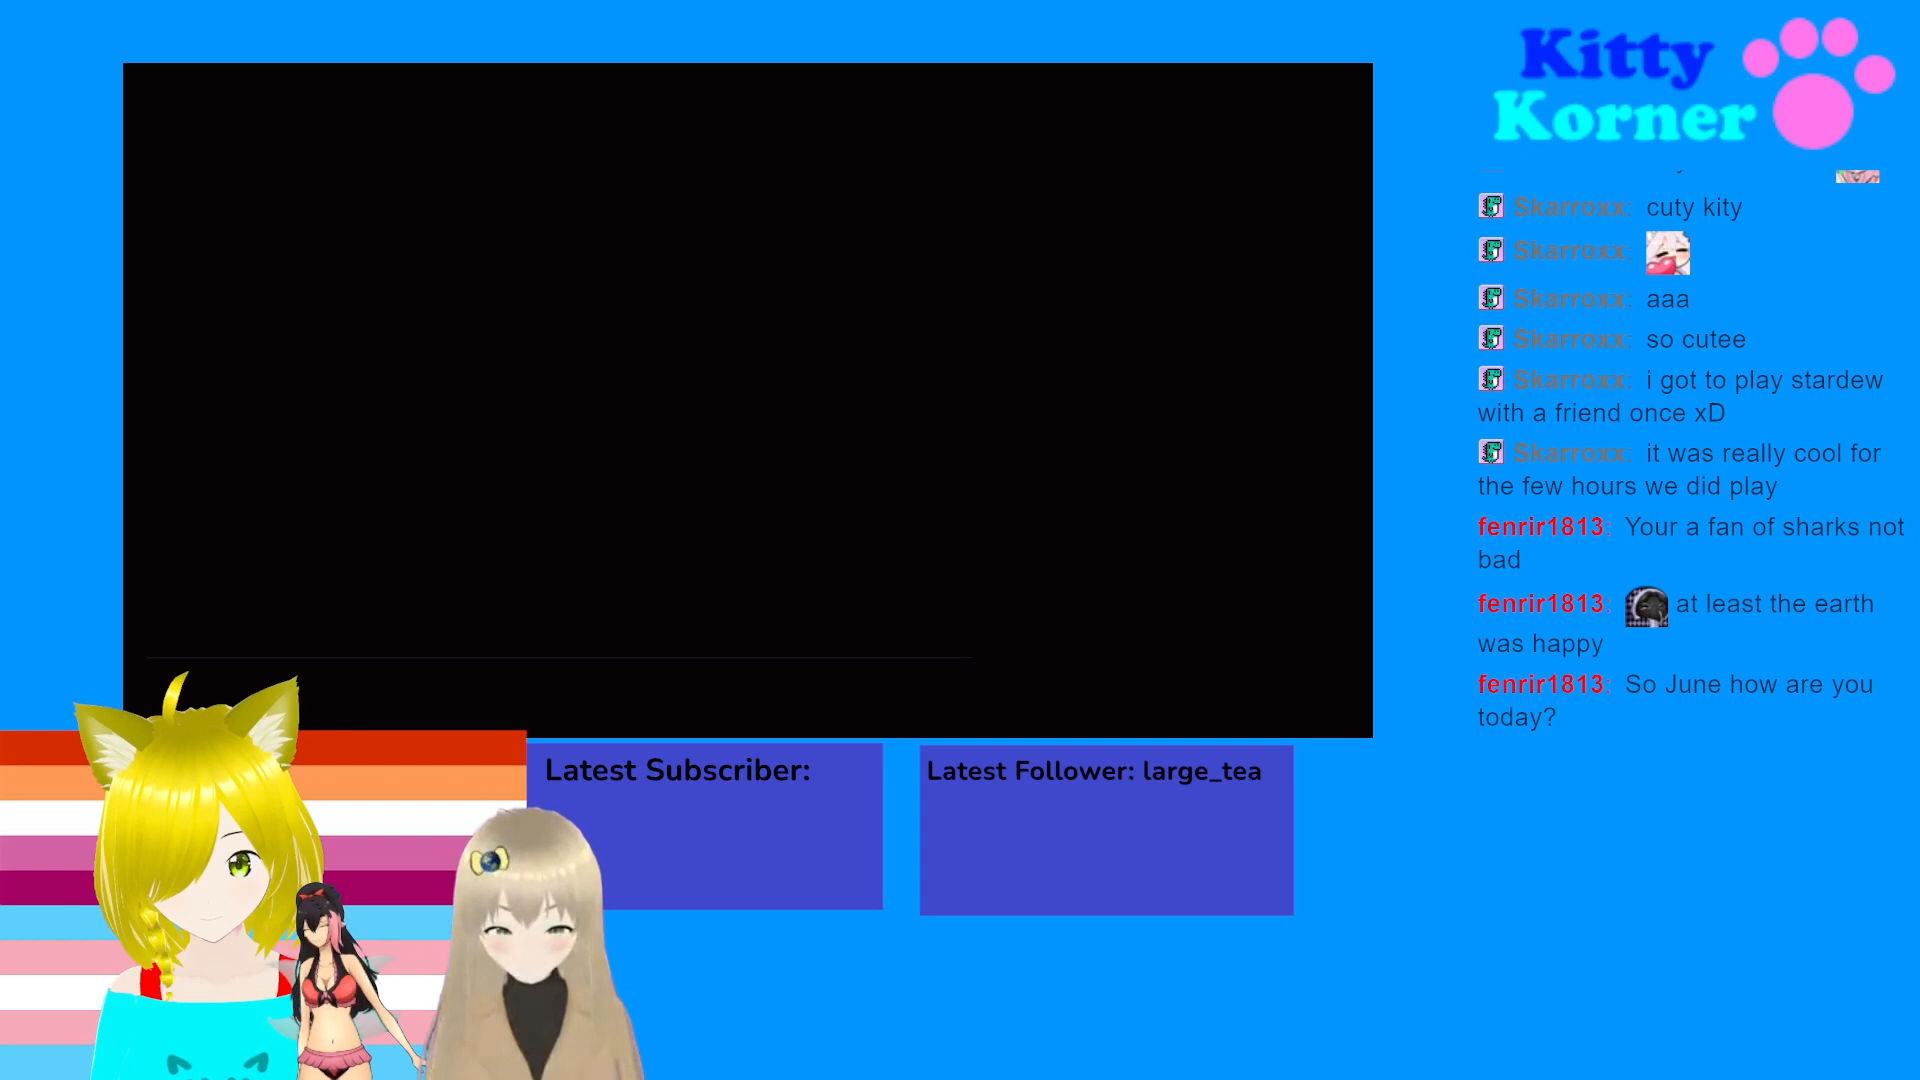 Kitty
Korner
Skarroxx: cuty kity
Skarroxx:
Skarroxx: aaa
Skarroxx: so cutee
Skarroxx: i got to play stardew
with a friend once xD
Skarroxx: it was really cool for
the few hours we did play
fenrir1813: Your a fan of sharks not
bad
fenrir1813: at least the earth
was happy
fenrir1813: So June how are you
today?
Latest Subscriber:
Latest Follower: large_tea